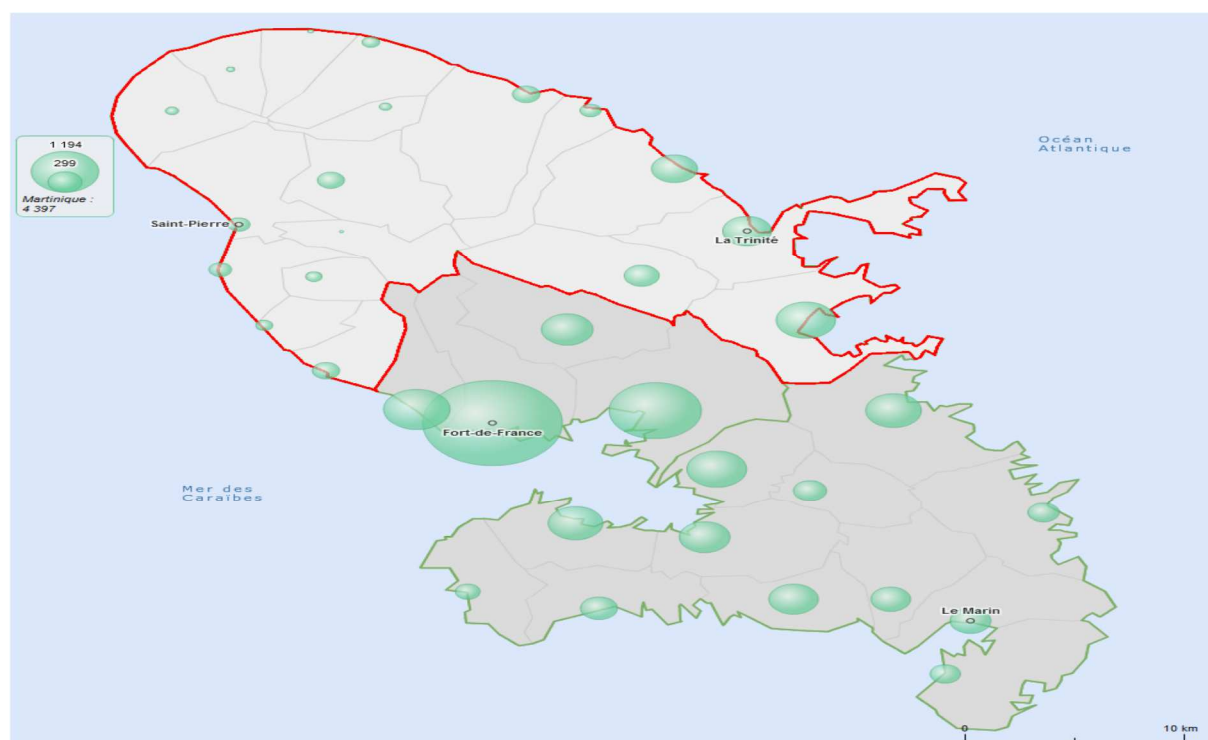 Océan
Atlantique
1 194
299
Martinique :
4 397
Saint-Pierre
La Trinité
Fort-de-France
Mer des
Caraïbes
Le Marin
0
10 km